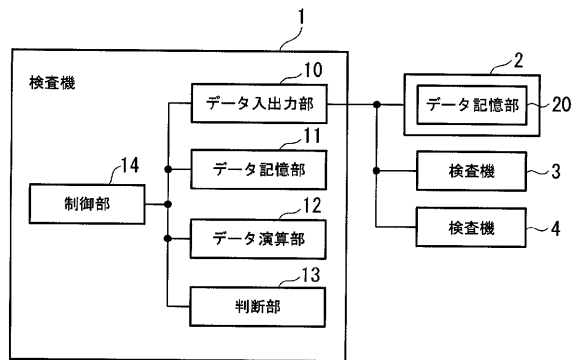 1
検査機
10
データ入出力部
11
データ記憶部
14
制御部
12
データ演算部
13
判断部
2
データ記憶部
20
検査機
3
検査機
4